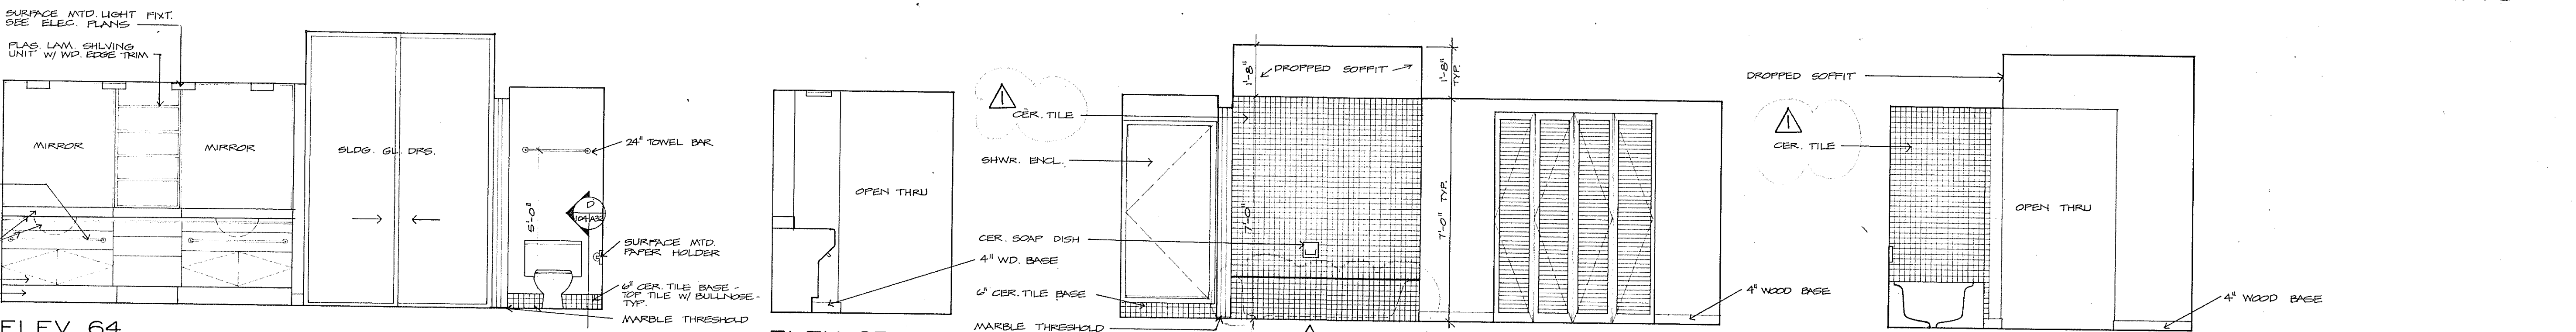 SURFACE MTD. LIGHT FIXT.
SEE ELEC. PLANS
PLAS. LAM. SHLVING
UNIT W/ WD. EDGE TRIM
MIRROR
MIRROR
SLDG. GL. DRS.
24" TOWEL BAR
5'-0"
D
104 A32
SURFACE MTD.
PAPER HOLDER
6" CER. TILE BASE -
TOP TILE W/ BULLNOSE -
TYP.
MARBLE THRESHOLD
ELEV. 64
OPEN THRU
4" WD. BASE
1
CER. TILE
SHWR. ENCL.
CER. SOAP DISH
6" CER. TILE BASE
MARBLE THRESHOLD
1'-8"
DROPPED SOFFIT
1'-8"
TYP.
7'-0"
7'-0" TYP.
4" WOOD BASE
DROPPED SOFFIT
1
CER. TILE
OPEN THRU
4" WOOD BASE